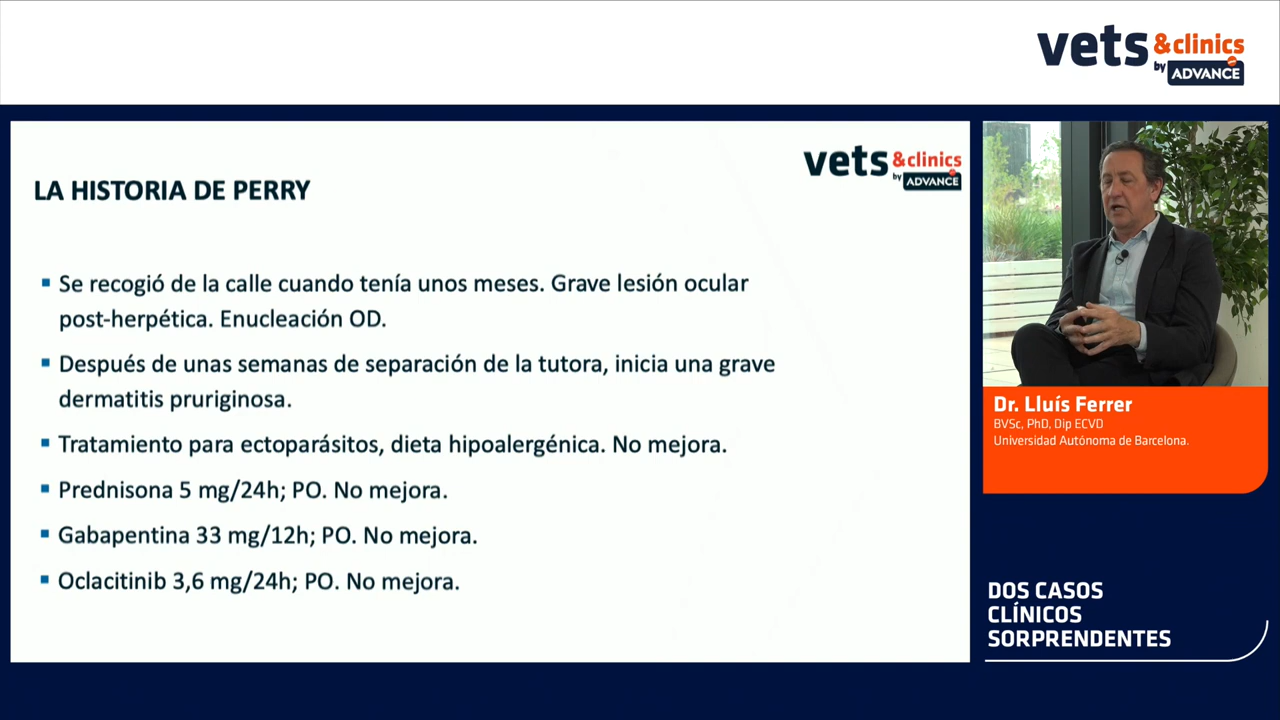 vets &clinics
by ADVANCE
vets &clinics
by ADVANCE
LA HISTORIA DE PERRY
▪ Se recogió de la calle cuando tenía unos meses. Grave lesión ocular
post-herpética. Enucleación OD.
▪ Después de unas semanas de separación de la tutora, inicia una grave
dermatitis pruriginosa.
▪ Tratamiento para ectoparásitos, dieta hipoalergénica. No mejora.
▪ Prednisona 5 mg/24h; PO. No mejora.
▪ Gabapentina 33 mg/12h; PO. No mejora.
▪ Oclacitinib 3,6 mg/24h; PO. No mejora.
Dr. Lluís Ferrer
BVSc, PhD, Dip ECVD
Universidad Autónoma de Barcelona.
DOS CASOS
CLÍNICOS
SORPRENDENTES